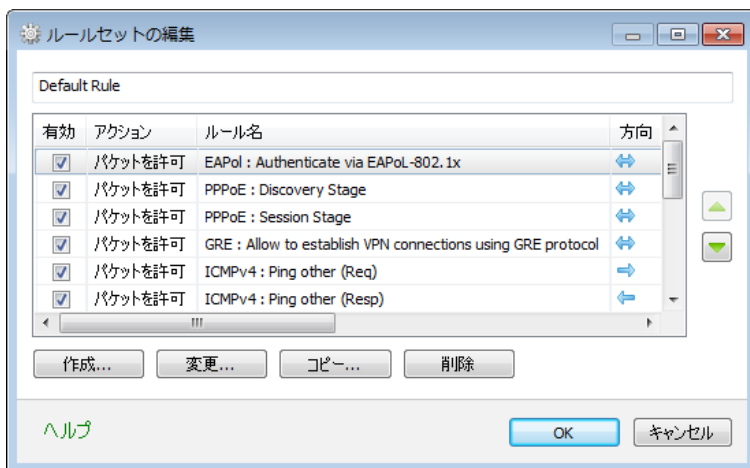 ルールセットの編集
Default Rule
有効 アクション ルール名 方向
パケットを許可 EAPol : Authenticate via EAPoL-802.1x
パケットを許可 PPPoE : Discovery Stage
パケットを許可 PPPoE : Session Stage
パケットを許可 GRE : Allow to establish VPN connections using GRE protocol
パケットを許可 ICMPv4 : Ping other (Req)
パケットを許可 ICMPv4 : Ping other (Resp)
作成... 変更... コピー... 削除
ヘルプ OK キャンセル